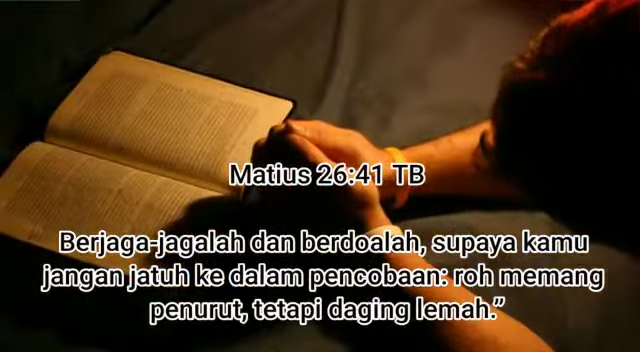 Matius 26:41 TB
Berjaga-jagalah dan berdoalah, supaya kamu
jangan jatuh ke dalam pencobaan: roh memang
penurut, tetapi daging lemah.”